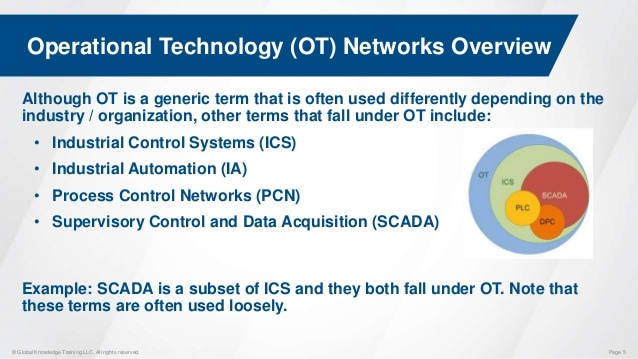 Operational Technology (OT) Networks Overview
Although OT is a generic term that is often used differently depending on the
industry / organization, other terms that fall under OT include:
• Industrial Control Systems (ICS)
• Industrial Automation (IA)
• Process Control Networks (PCN)
• Supervisory Control and Data Acquisition (SCADA)
OT
ICS
SCADA
PLC
DPC
Example: SCADA is a subset of ICS and they both fall under OT. Note that
these terms are often used loosely.
© Global Knowledge Training LLC. All rights reserved.
Page 6